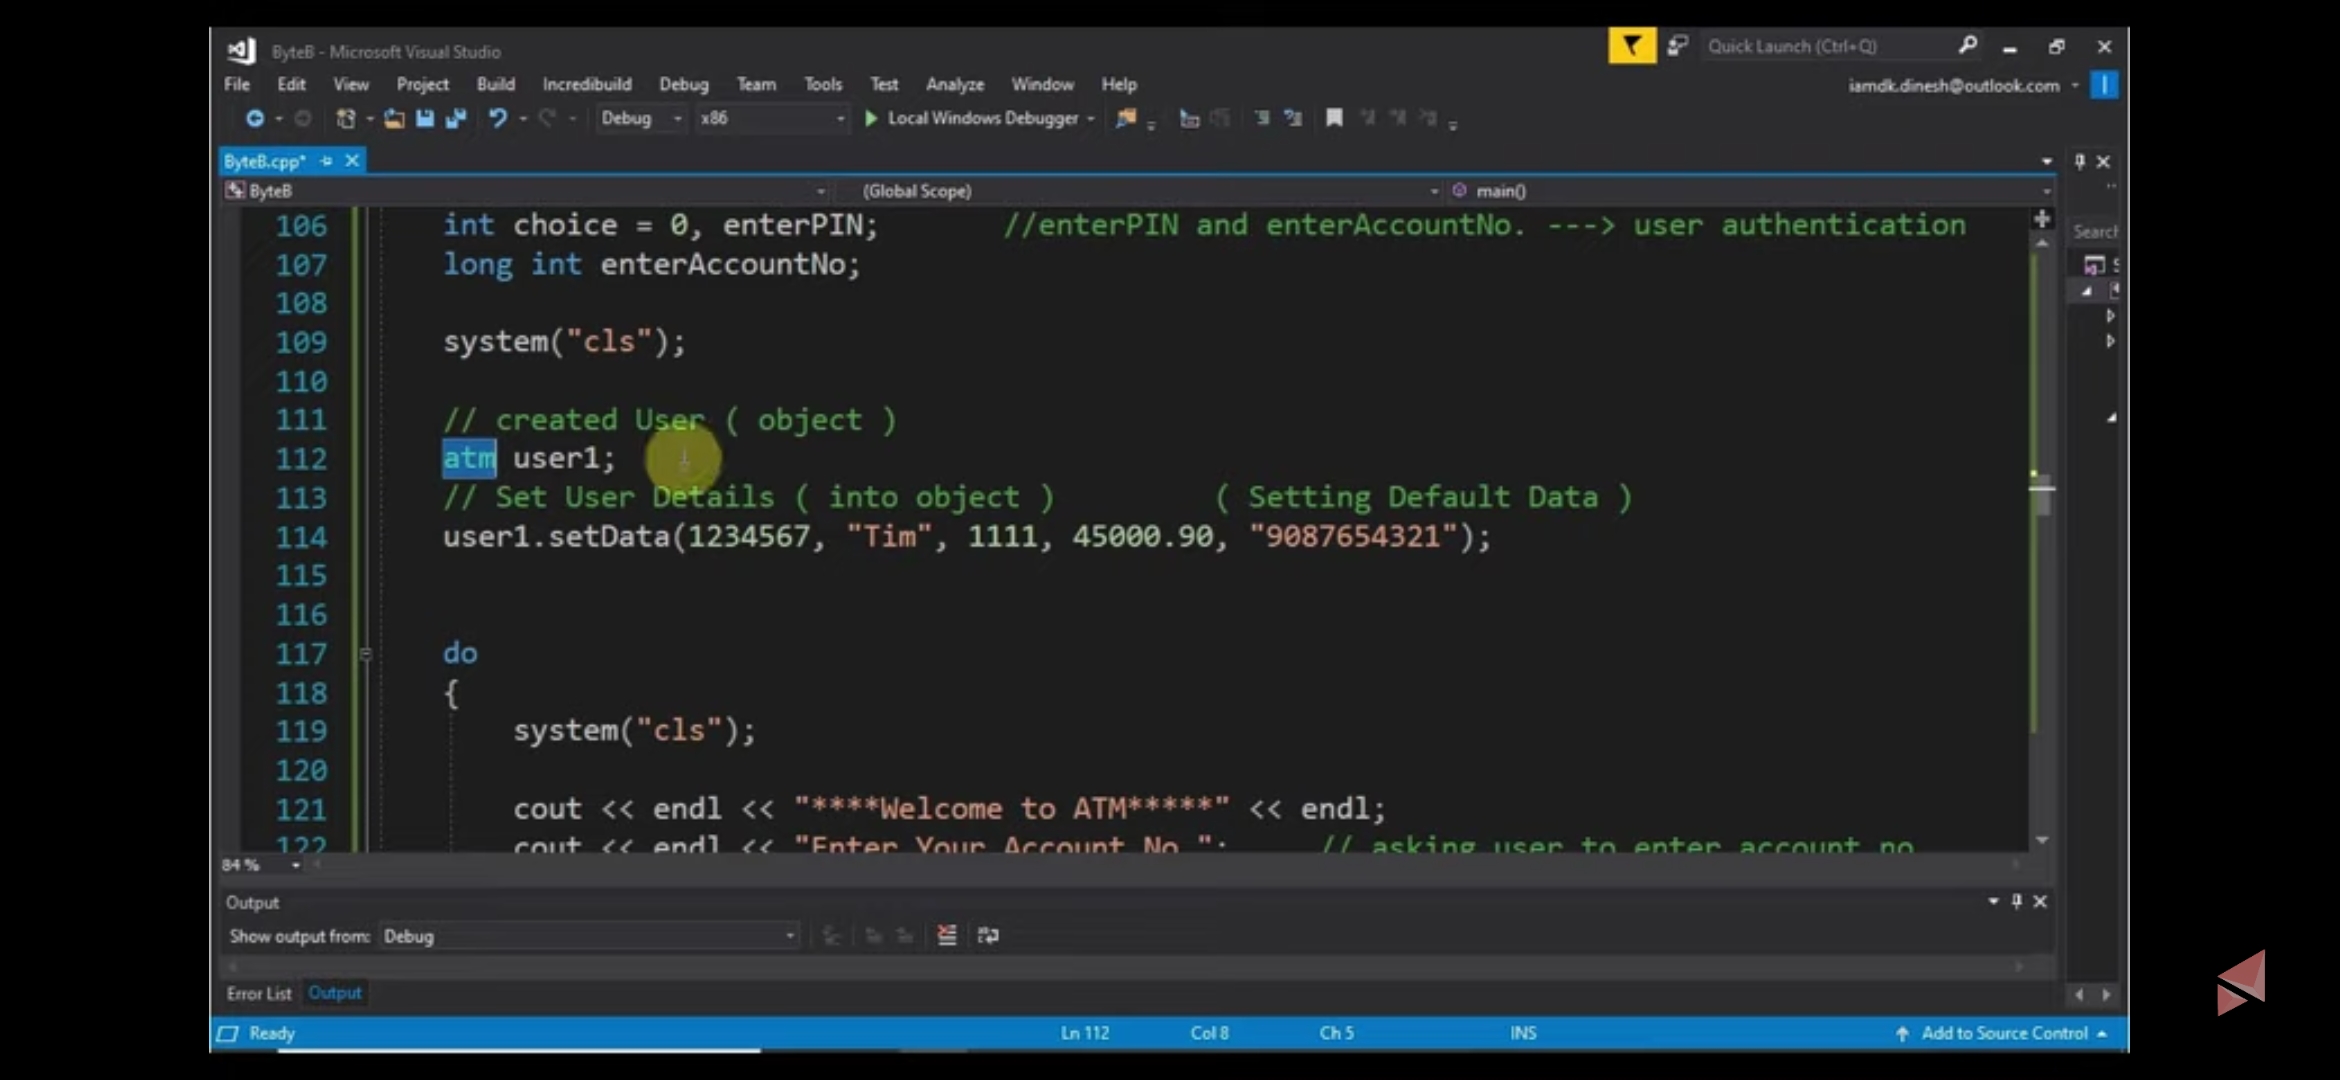 ByteB - Microsoft Visual Studio
Quick Launch (Ctrl+Q)
File Edit View Project Build Incredibuild Debug Team Tools Test Analyze Window Help
iamdk.dinesh@outlook.com
Debug x86 Local Windows Debugger
ByteB.cpp*
ByteB (Global Scope) main()
106 int choice = 0, enterPIN; //enterPIN and enterAccountNo. ---> user authentication
Search
107 long int enterAccountNo;
108
109 system("cls");
110
111 // created User ( object )
112 atm user1;
113 // Set User Details ( into object ) ( Setting Default Data )
114 user1.setData(1234567, "Tim", 1111, 45000.90, "9087654321");
115
116
117 do
118 {
119 system("cls");
120
121 cout << endl << "****Welcome to ATM*****" << endl;
122 cout << endl << "Enter Your Account No "; // asking user to enter account no
84 %
Output
Show output from: Debug
Error List Output
Ready Ln 112 Col 8 Ch 5 INS Add to Source Control